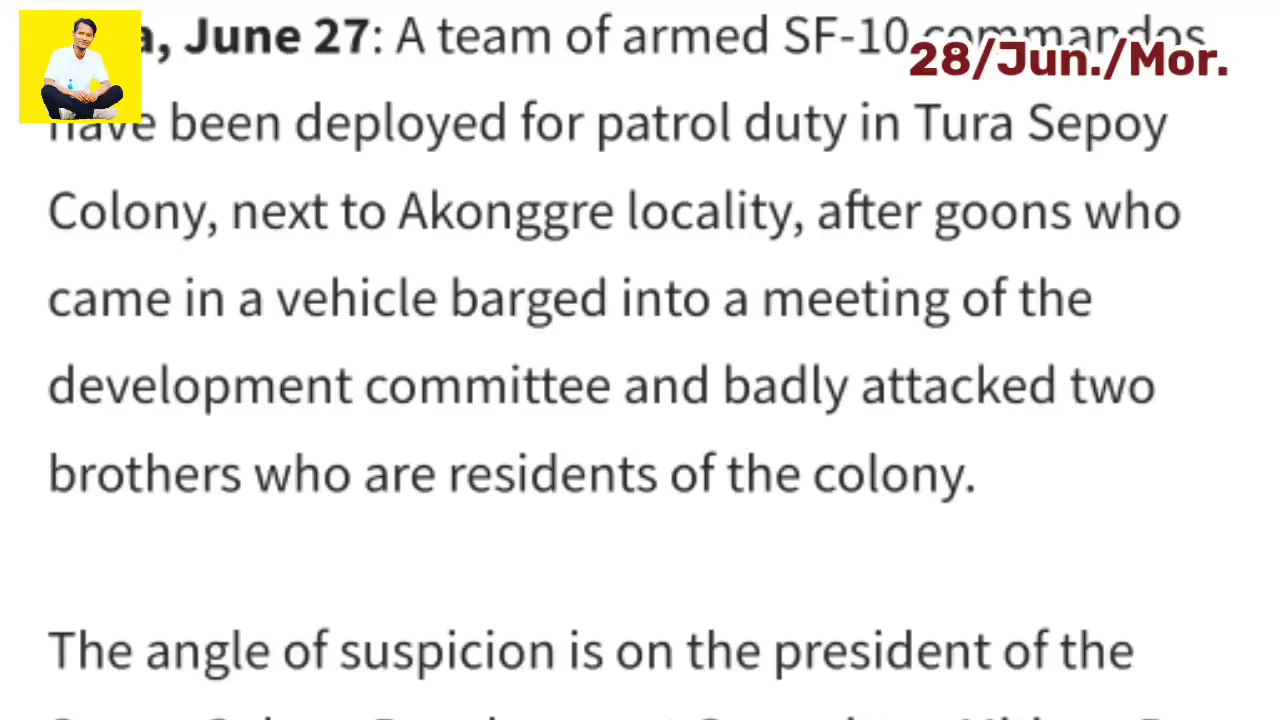 June 27: A team of armed SF-10 commandos
28/Jun./Mor.
have been deployed for patrol duty in Tura Sepoy
Colony, next to Akonggre locality, after goons who
came in a vehicle barged into a meeting of the
development committee and badly attacked two
brothers who are residents of the colony.
The angle of suspicion is on the president of the